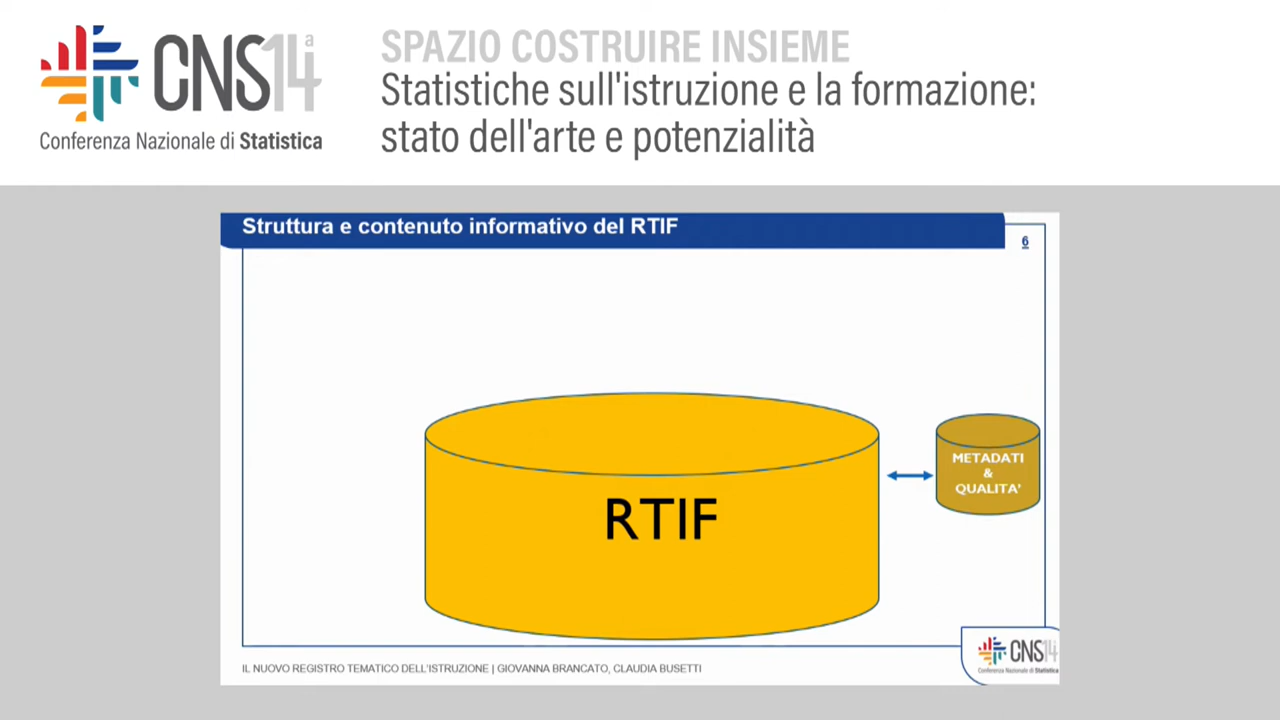 CNS14ª
Conferenza Nazionale di Statistica
SPAZIO COSTRUIRE INSIEME
Statistiche sull'istruzione e la formazione:
stato dell'arte e potenzialità
Struttura e contenuto informativo del RTIF
6
METADATI
&
QUALITA'
RTIF
IL NUOVO REGISTRO TEMATICO DELL'ISTRUZIONE | GIOVANNA BRANCATO, CLAUDIA BUSETTI
CNS14
Conferenza Nazionale di Statistica